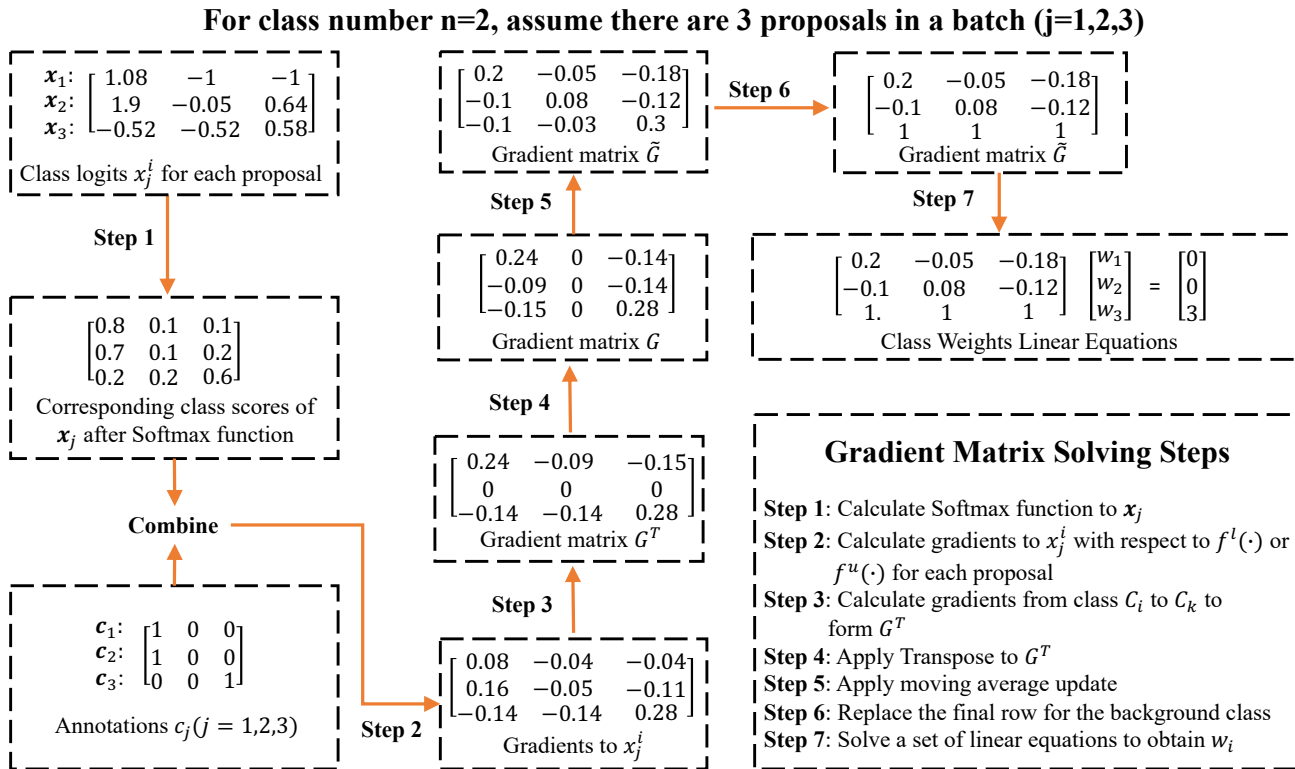 For class number n=2, assume there are 3 proposals in a batch (j=1,2,3)
x₁: [1.08 −1 −1]
x₂: [1.9 −0.05 0.64]
x₃: [−0.52 −0.52 0.58]
Class logits xⱼⁱ for each proposal
Step 1
[0.8 0.1 0.1]
[0.7 0.1 0.2]
[0.2 0.2 0.6]
Corresponding class scores of
xⱼ after Softmax function
Combine
c₁: [1 0 0]
c₂: [1 0 0]
c₃: [0 0 1]
Annotations cⱼ(j = 1,2,3)
Step 2
[0.08 −0.04 −0.04]
[0.16 −0.05 −0.11]
[−0.14 −0.14 0.28]
Gradients to xⱼⁱ
Step 3
[0.24 −0.09 −0.15]
[0 0 0]
[−0.14 −0.14 0.28]
Gradient matrix Gᵀ
Step 4
[0.24 0 −0.14]
[−0.09 0 −0.14]
[−0.15 0 0.28]
Gradient matrix G
Step 5
[0.2 −0.05 −0.18]
[−0.1 0.08 −0.12]
[−0.1 −0.03 0.3]
Gradient matrix G̃
Step 6
[0.2 −0.05 −0.18]
[−0.1 0.08 −0.12]
[1 1 1]
Gradient matrix G̃
Step 7
[0.2 −0.05 −0.18] [w₁] [0]
[−0.1 0.08 −0.12] [w₂] = [0]
[1. 1 1] [w₃] [3]
Class Weights Linear Equations
Gradient Matrix Solving Steps
Step 1: Calculate Softmax function to xⱼ
Step 2: Calculate gradients to xⱼⁱ with respect to fˡ(·) or
fᵘ(·) for each proposal
Step 3: Calculate gradients from class Cᵢ to Cₖ to
form Gᵀ
Step 4: Apply Transpose to Gᵀ
Step 5: Apply moving average update
Step 6: Replace the final row for the background class
Step 7: Solve a set of linear equations to obtain wᵢ